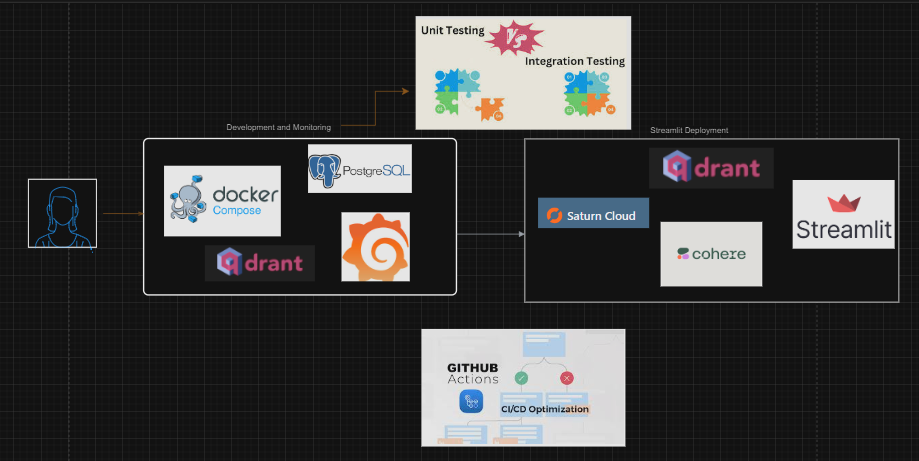 Unit Testing
VS
Integration Testing
Development and Monitoring
Streamlit Deployment
docker
Compose
PostgreSQL
drant
drant
Saturn Cloud
cohere
Streamlit
GITHUB
Actions
CI/CD Optimization